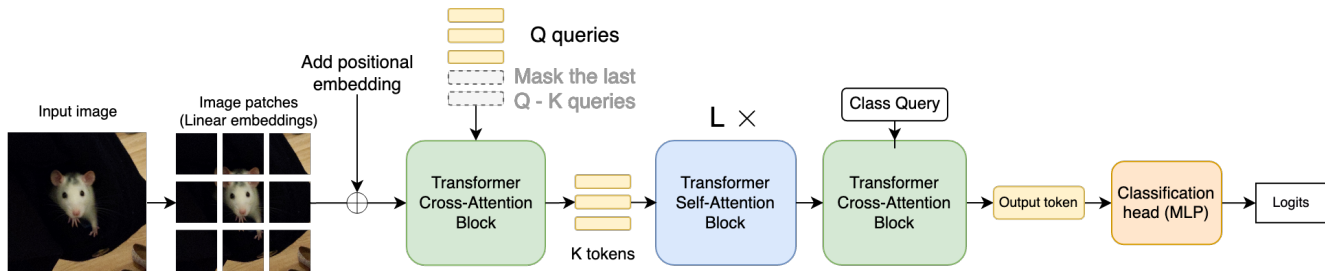 Input image
Image patches
(Linear embeddings)
Add positional
embedding
Q queries
Mask the last
Q - K queries
Transformer
Cross-Attention
Block
K tokens
L ×
Transformer
Self-Attention
Block
Class Query
Transformer
Cross-Attention
Block
Output token
Classification
head (MLP)
Logits